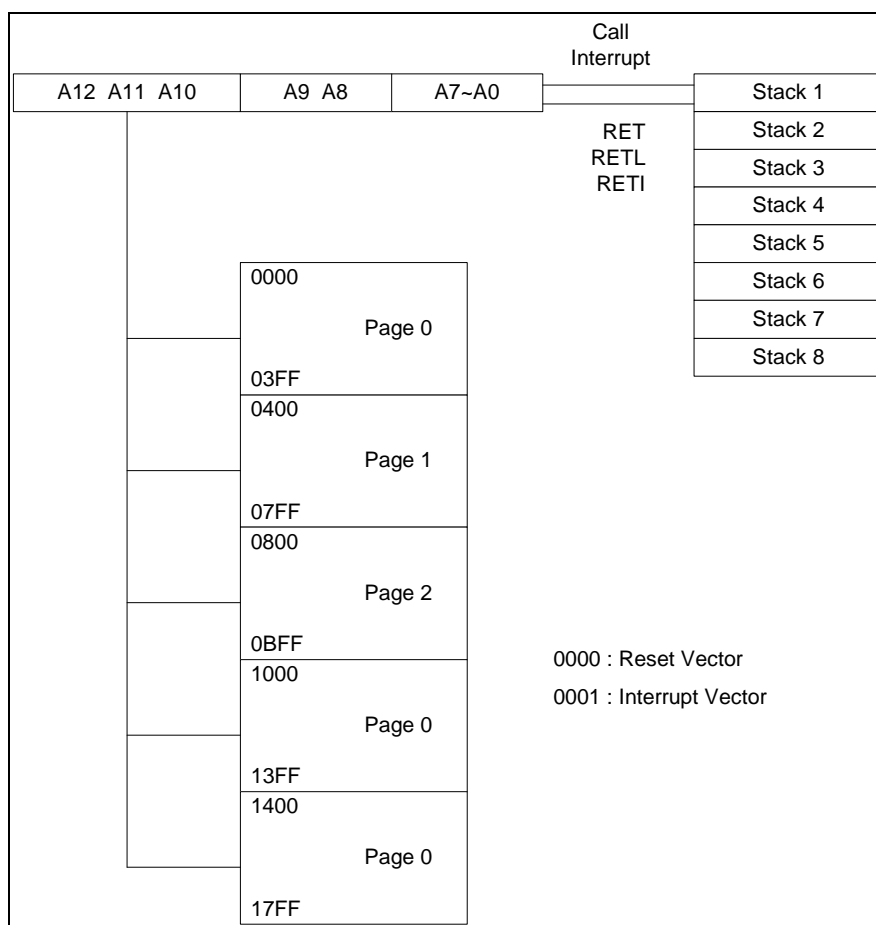 Call
Interrupt
A12 A11 A10
A9 A8
A7~A0
Stack 1
RET
RETL
RETI
Stack 2
Stack 3
Stack 4
Stack 5
Stack 6
Stack 7
Stack 8
0000
Page 0
03FF
0400
Page 1
07FF
0800
Page 2
0BFF
1000
Page 0
13FF
1400
Page 0
17FF
0000 : Reset Vector
0001 : Interrupt Vector